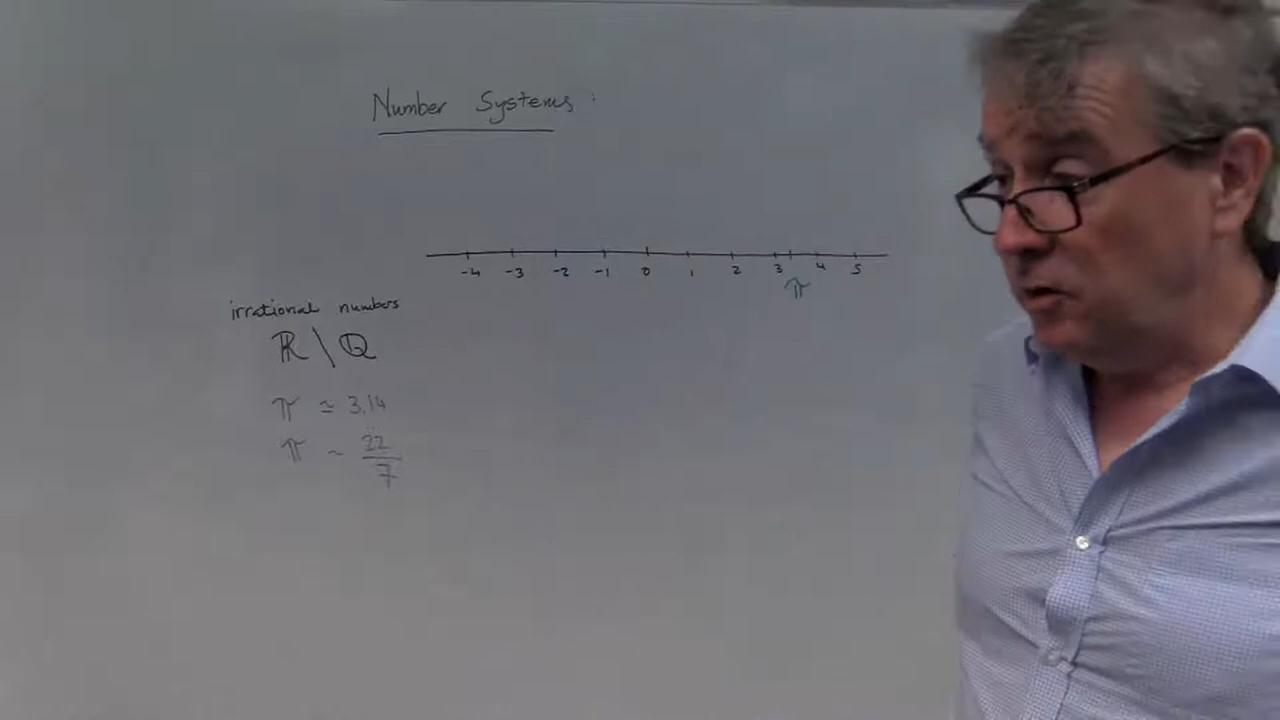 Number Systems:
-4 -3 -2 -1 0 1 2 3 4 5
π
irrational numbers
ℝ \ ℚ
π ≃ 3.14
π ~ 22/7